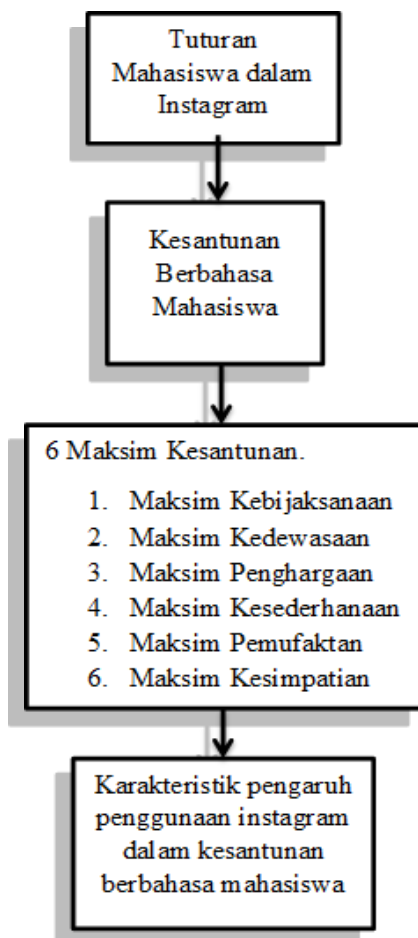 Tuturan
Mahasiswa dalam
Instagram
Kesantunan
Berbahasa
Mahasiswa
6 Maksim Kesantunan.
1. Maksim Kebijaksanaan
2. Maksim Kedewasaan
3. Maksim Penghargaan
4. Maksim Kesederhanaan
5. Maksim Pemufaktan
6. Maksim Kesimpatian
Karakteristik pengaruh
penggunaan instagram
dalam kesantunan
berbahasa mahasiswa